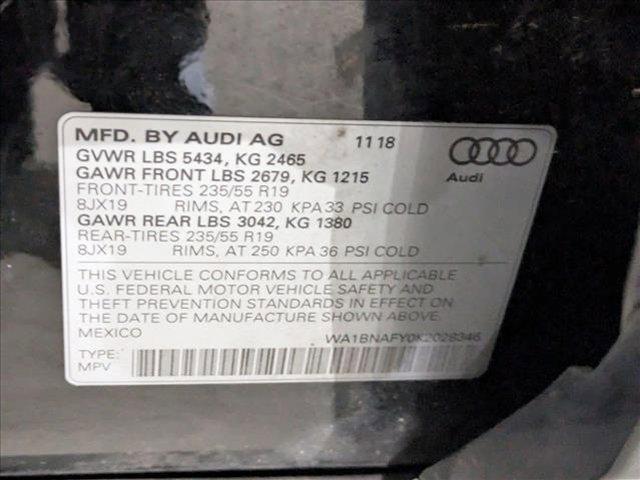 MFD. BY AUDI AG 11 18
GVWR LBS 5434, KG 2465
GAWR FRONT LBS 2679, KG 1215
FRONT-TIRES 235/55 R19
8JX19 RIMS, AT 230 KPA 33 PSI COLD
GAWR REAR LBS 3042, KG 1380
REAR-TIRES 235/55 R19
8JX19 RIMS, AT 250 KPA 36 PSI COLD
Audi
THIS VEHICLE CONFORMS TO ALL APPLICABLE
U.S. FEDERAL MOTOR VEHICLE SAFETY AND
THEFT PREVENTION STANDARDS IN EFFECT ON
THE DATE OF MANUFACTURE SHOWN ABOVE.
MEXICO WA1BNAFY0K2028346
TYPE:
MPV